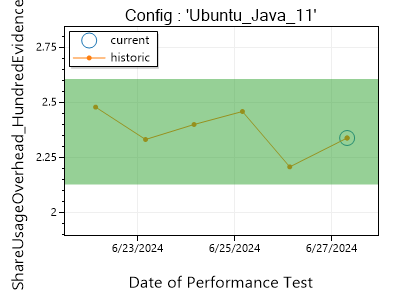 Config : 'Ubuntu_Java_11'
current
historic
ShareUsageOverhead_HundredEvidence
2.75
2.5
2.25
2
6/23/2024
6/25/2024
6/27/2024
Date of Performance Test